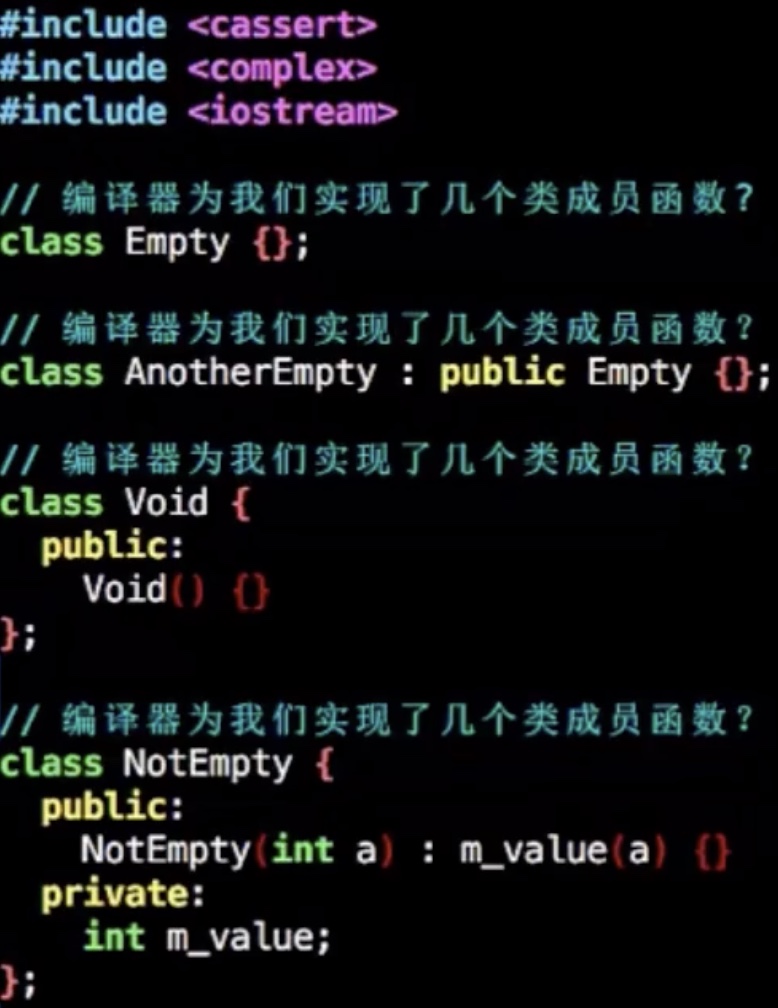 #include <cassert>
#include <complex>
#include <iostream>
// 编译器为我们实现了几个类成员函数?
class Empty {};
// 编译器为我们实现了几个类成员函数?
class AnotherEmpty : public Empty {};
// 编译器为我们实现了几个类成员函数?
class Void {
public:
Void() {}
};
// 编译器为我们实现了几个类成员函数?
class NotEmpty {
public:
NotEmpty(int a) : m_value(a) {}
private:
int m_value;
};